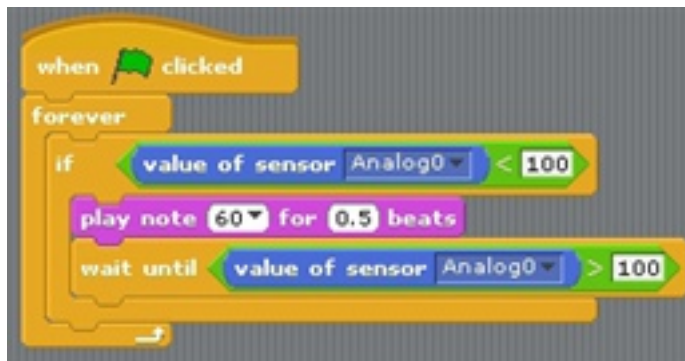 when clicked
forever
if value of sensor Analog0 < 100
play note 60 for 0.5 beats
wait until value of sensor Analog0 > 100